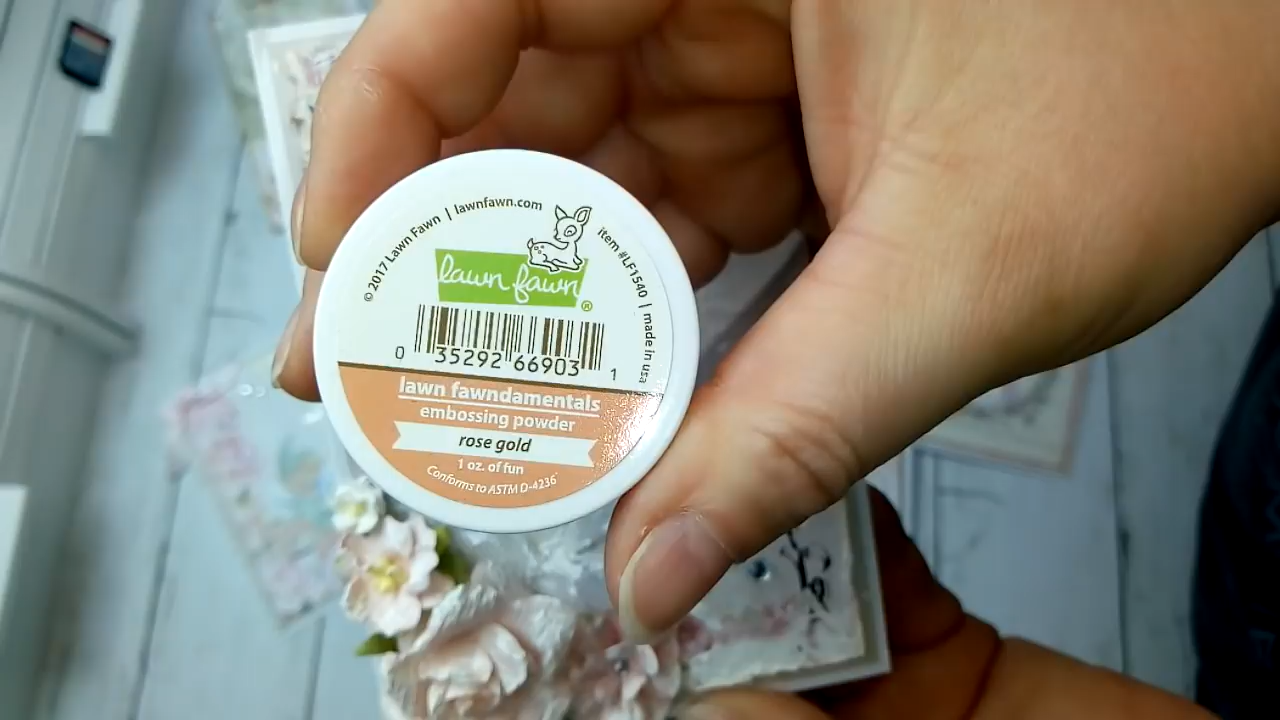 © 2017 Lawn Fawn | lawnfawn.com
item #LF1540 | made in usa
lawn fawn®
0 35292 66903 1
lawn fawndamentals
embossing powder
rose gold
1 oz. of fun
Conforms to ASTM D-4236